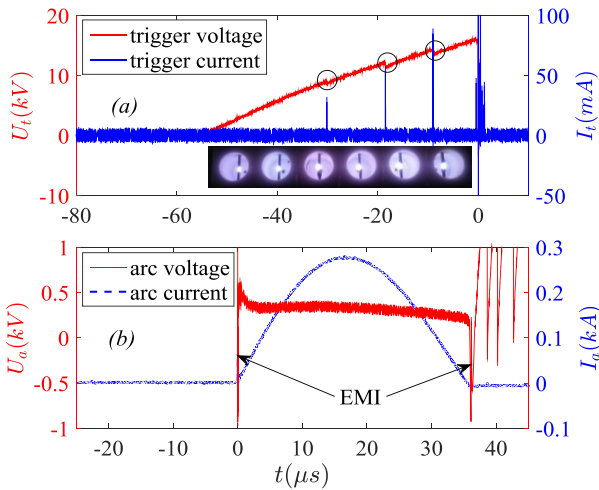 20
10
0
-10
U_t(kV)
trigger voltage
trigger current
(a)
100
50
0
-50
I_t(mA)
-80 -60 -40 -20 0
1
0.5
0
-0.5
-1
U_a(kV)
arc voltage
arc current
(b)
EMI
0.3
0.2
0.1
0
-0.1
I_a(kA)
-20 -10 0 10 20 30 40
t(μs)